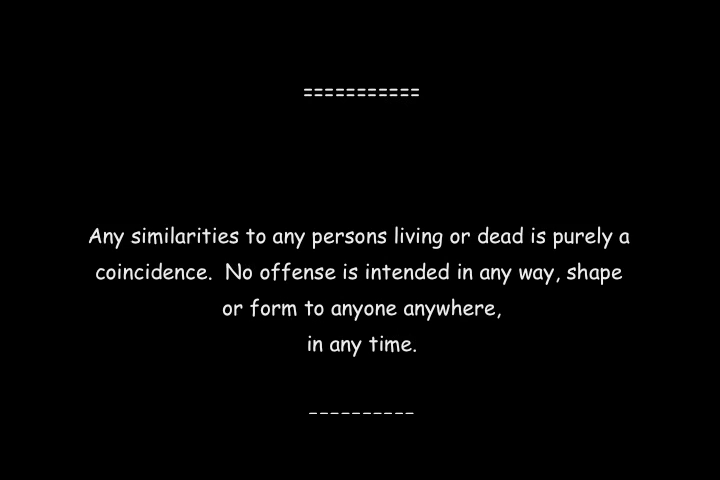 ===========
Any similarities to any persons living or dead is purely a
coincidence.  No offense is intended in any way, shape
or form to anyone anywhere,
in any time.
----------